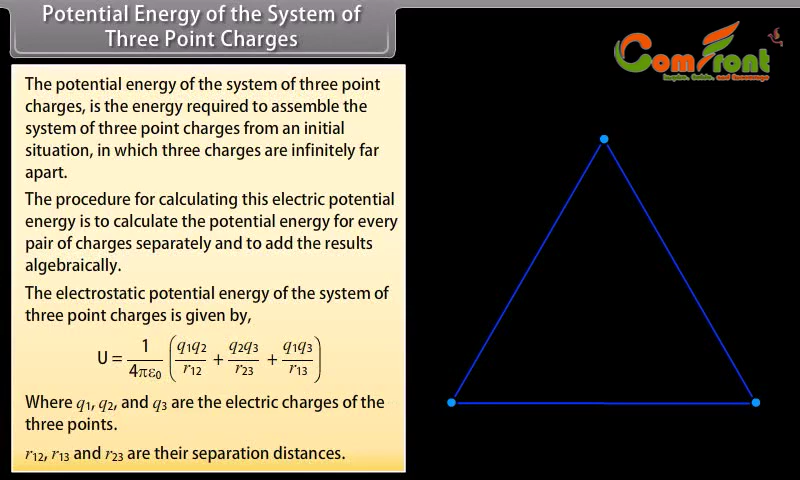 Potential Energy of the System of
Three Point Charges
ComFront
Inspire, Guide, and Encourage
The potential energy of the system of three point
charges, is the energy required to assemble the
system of three point charges from an initial
situation, in which three charges are infinitely far
apart.
The procedure for calculating this electric potential
energy is to calculate the potential energy for every
pair of charges separately and to add the results
algebraically.
The electrostatic potential energy of the system of
three point charges is given by,
U = 1/4πε₀ (q₁q₂/r₁₂ + q₂q₃/r₂₃ + q₁q₃/r₁₃)
Where q₁, q₂, and q₃ are the electric charges of the
three points.
r₁₂, r₁₃ and r₂₃ are their separation distances.